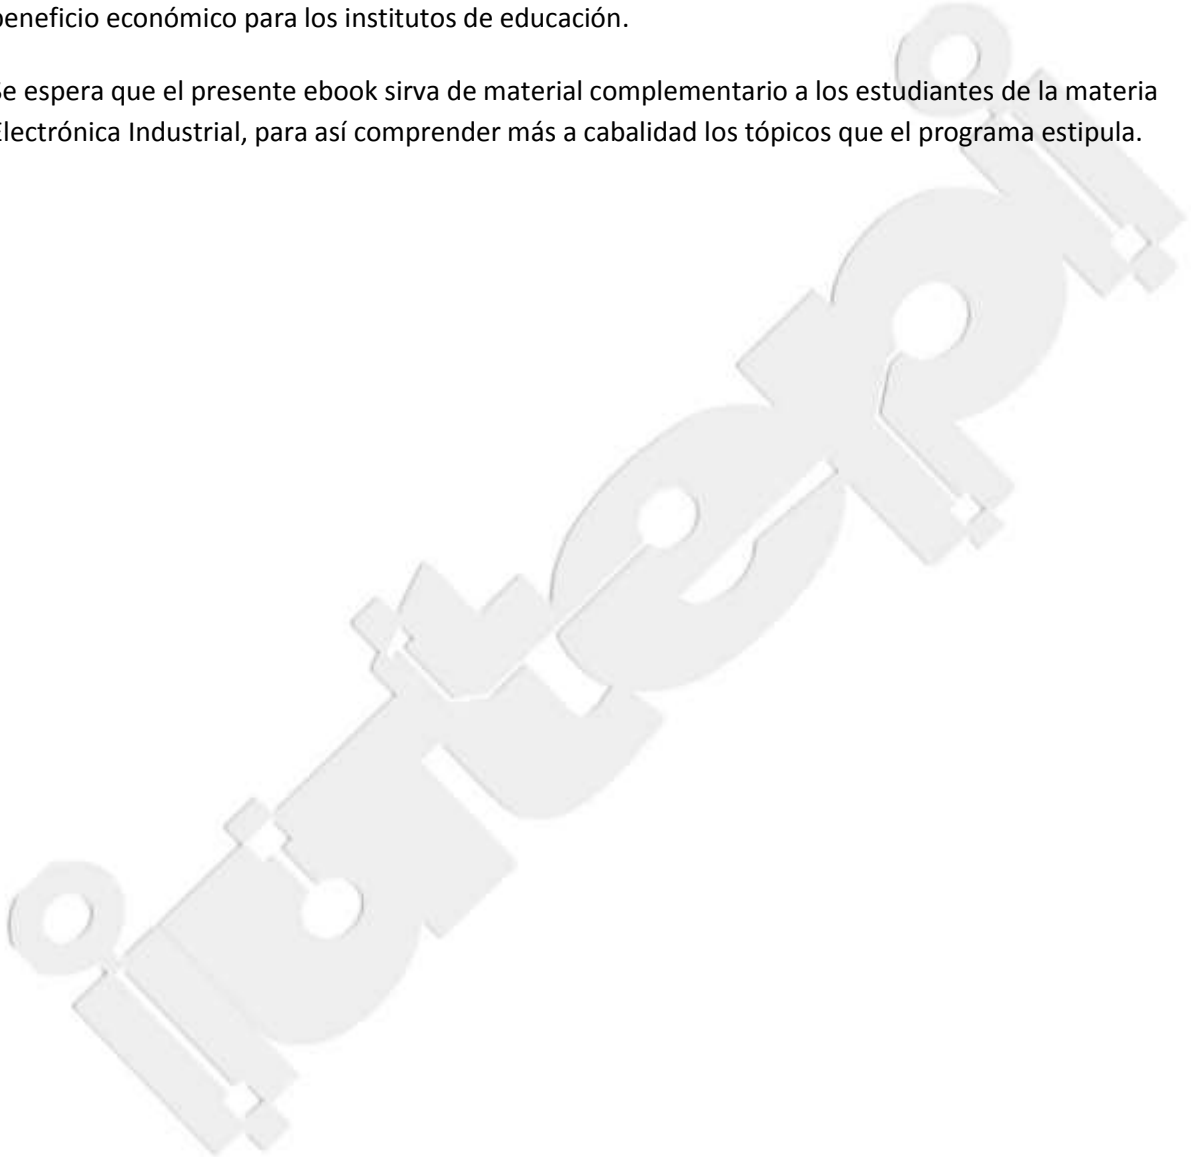 beneficio económico para los institutos de educación.
Se espera que el presente ebook sirva de material complementario a los estudiantes de la materia
Electrónica Industrial, para así comprender más a cabalidad los tópicos que el programa estipula.